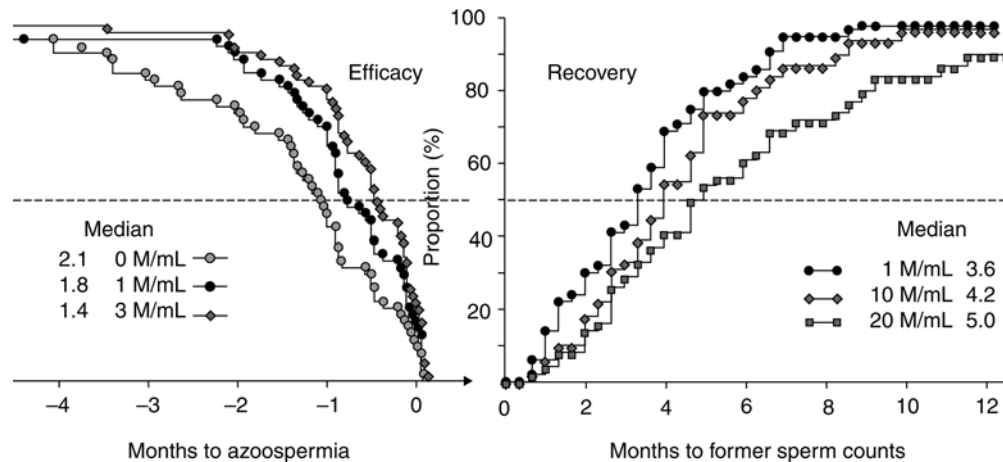 100
Efficacy
Recovery
80
60
Proportion (%)
40
20
Median
2.1 0 M/mL
1.8 1 M/mL
1.4 3 M/mL
Median
1 M/mL 3.6
10 M/mL 4.2
20 M/mL 5.0
–4 –3 –2 –1 0
0 2 4 6 8 10 12
Months to azoospermia
Months to former sperm counts